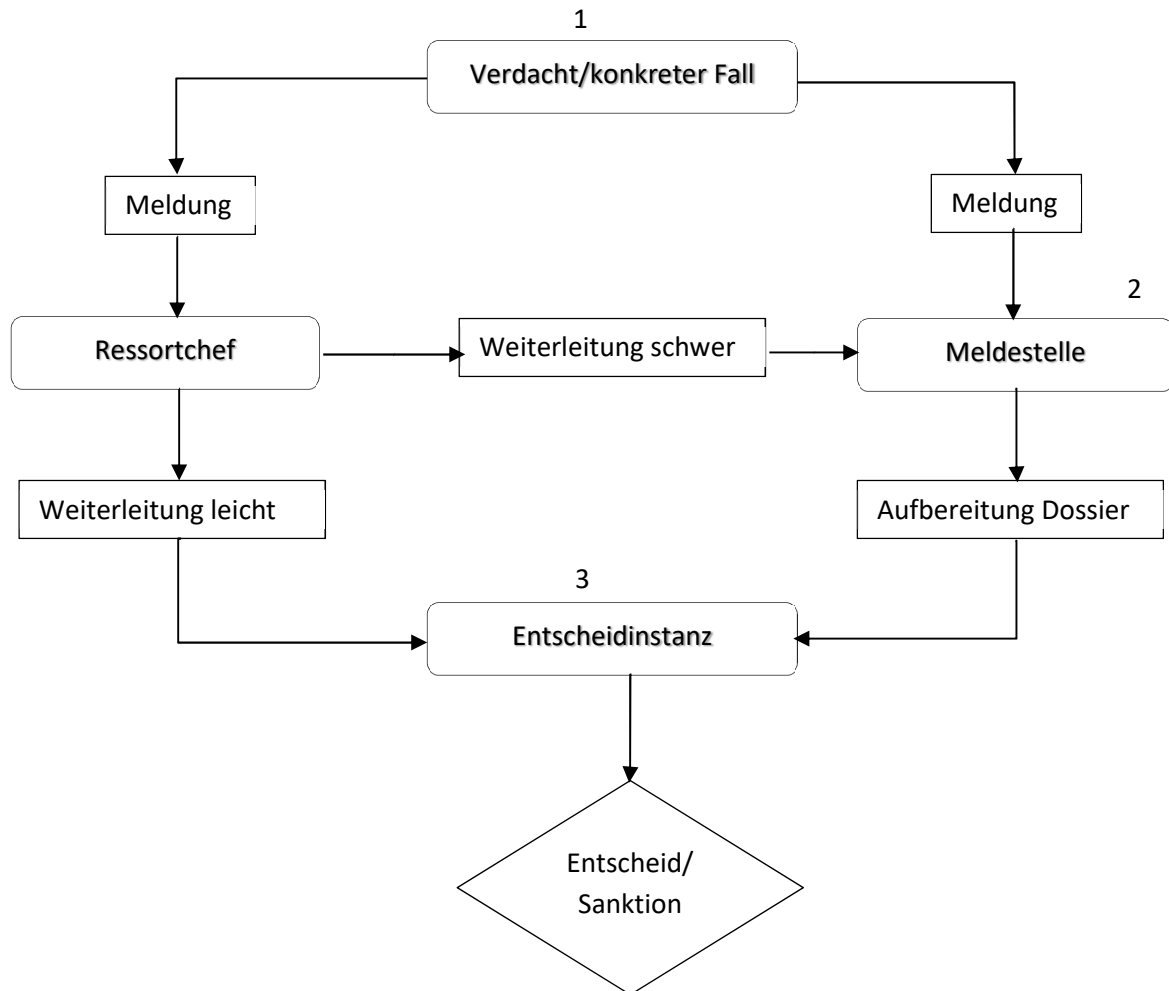 1
Verdacht/konkreter Fall
Meldung
Meldung
2
Ressortchef
Weiterleitung schwer
Meldestelle
Weiterleitung leicht
Aufbereitung Dossier
3
Entscheidinstanz
Entscheid/
Sanktion